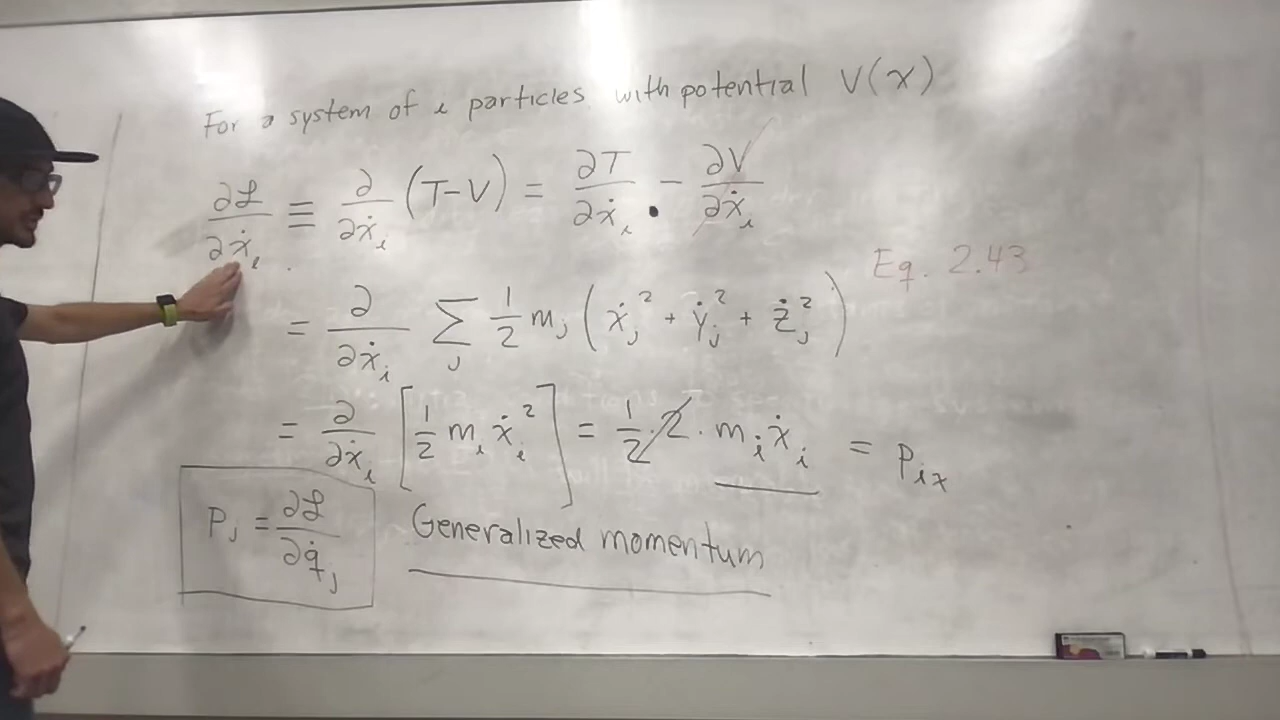 For a system of i particles with potential V(x)
∂ℒ/∂ẋᵢ ≡ ∂/∂ẋᵢ (T-V) = ∂T/∂ẋᵢ - ∂V/∂ẋᵢ
Eq. 2.43
= ∂/∂ẋᵢ ∑ⱼ 1/2 mⱼ (ẋⱼ² + ẏⱼ² + żⱼ²)
= ∂/∂ẋᵢ [1/2 mᵢ ẋᵢ²] = 1/2 · 2 · mᵢ ẋᵢ = Pᵢₓ
Pⱼ = ∂ℒ/∂q̇ⱼ Generalized momentum